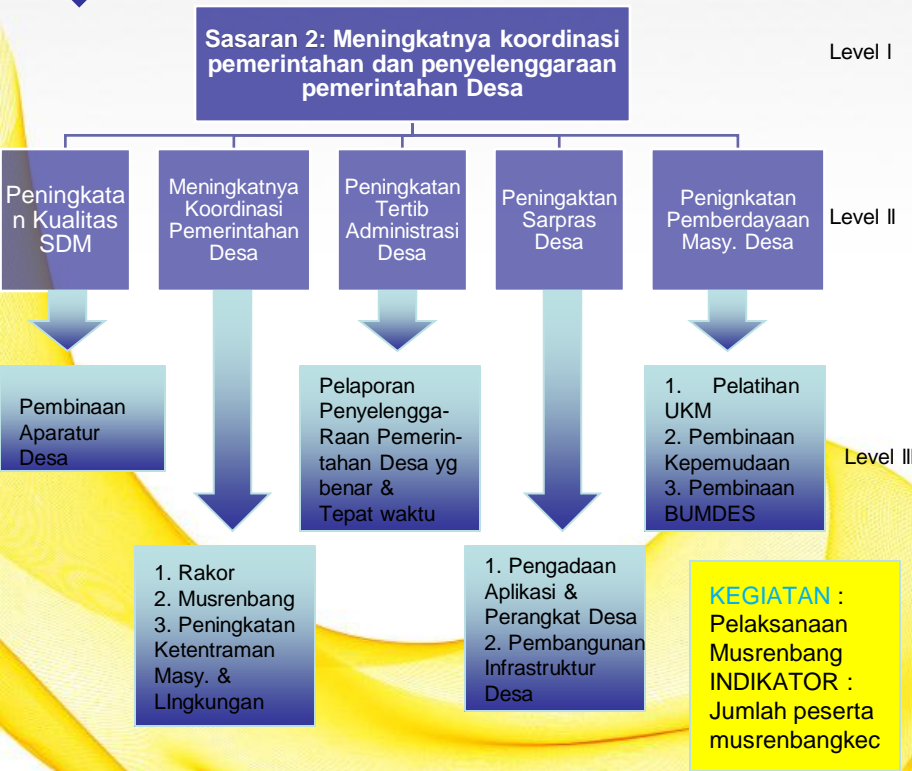 Sasaran 2: Meningkatnya koordinasi
pemerintahan dan penyelenggaraan
pemerintahan Desa
Level I
Peningkata
n Kualitas
SDM
Meningkatnya
Koordinasi
Pemerintahan
Desa
Peningkatan
Tertib
Administrasi
Desa
Peningaktan
Sarpras
Desa
Penignkatan
Pemberdayaan
Masy. Desa
Level II
Pembinaan
Aparatur
Desa
Pelaporan
Penyelengga-
Raan Pemerin-
tahan Desa yg
benar &
Tepat waktu
1. Pelatihan
UKM
2. Pembinaan
Kepemudaan
3. Pembinaan
BUMDES
Level III
1. Rakor
2. Musrenbang
3. Peningkatan
Ketentraman
Masy. &
LIngkungan
1. Pengadaan
Aplikasi &
Perangkat Desa
2. Pembangunan
Infrastruktur
Desa
KEGIATAN :
Pelaksanaan
Musrenbang
INDIKATOR :
Jumlah peserta
musrenbangkec